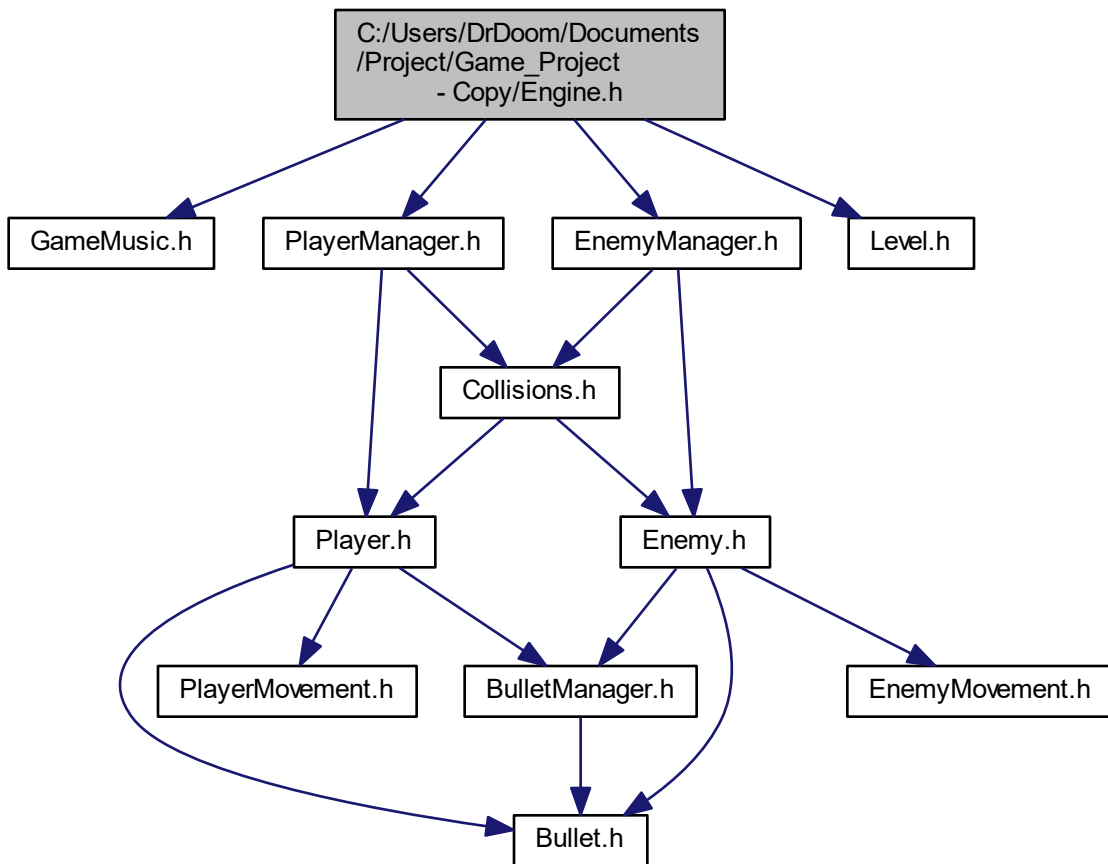 C:/Users/DrDoom/Documents
/Project/Game_Project
- Copy/Engine.h
GameMusic.h
PlayerManager.h
EnemyManager.h
Level.h
Collisions.h
Player.h
Enemy.h
PlayerMovement.h
BulletManager.h
EnemyMovement.h
Bullet.h